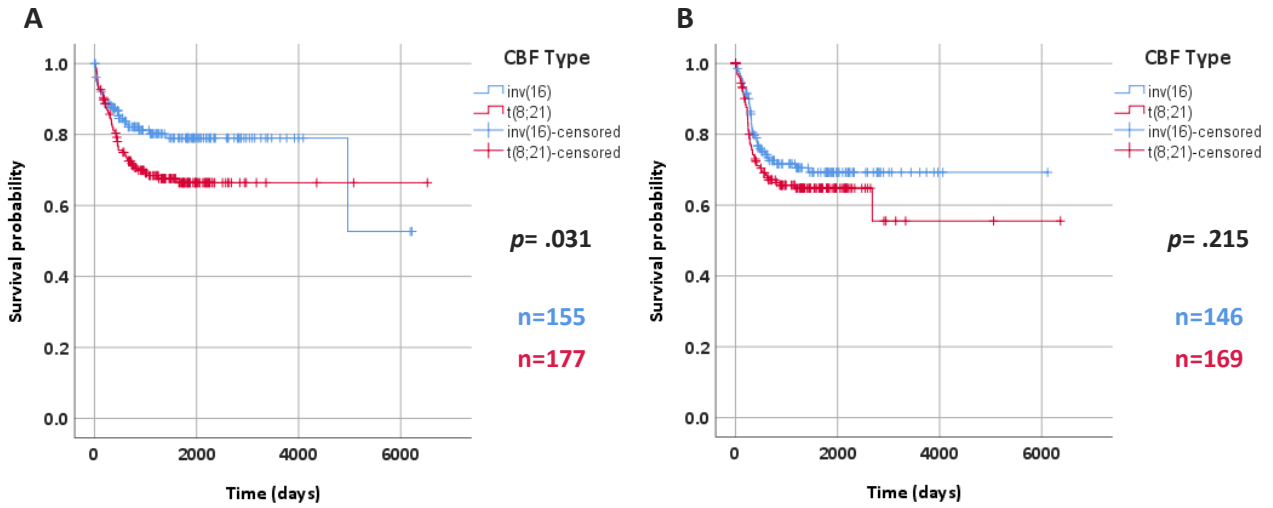 A
CBF Type
inv(16)
t(8;21)
inv(16)-censored
t(8;21)-censored
1.0
0.8
0.6
0.4
0.2
0.0
Survival probability
p= .031
n=155
n=177
0 2000 4000 6000
Time (days)
B
CBF Type
inv(16)
t(8;21)
inv(16)-censored
t(8;21)-censored
1.0
0.8
0.6
0.4
0.2
0.0
Survival probability
p= .215
n=146
n=169
0 2000 4000 6000
Time (days)